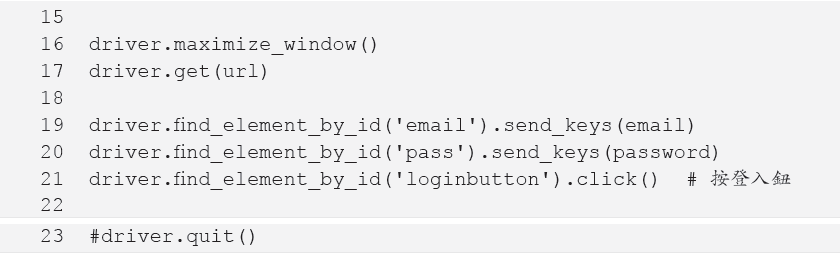 15
16 driver.maximize_window()
17 driver.get(url)
18
19 driver.find_element_by_id('email').send_keys(email)
20 driver.find_element_by_id('pass').send_keys(password)
21 driver.find_element_by_id('loginbutton').click()  # 按登入鈕
22
23 #driver.quit()